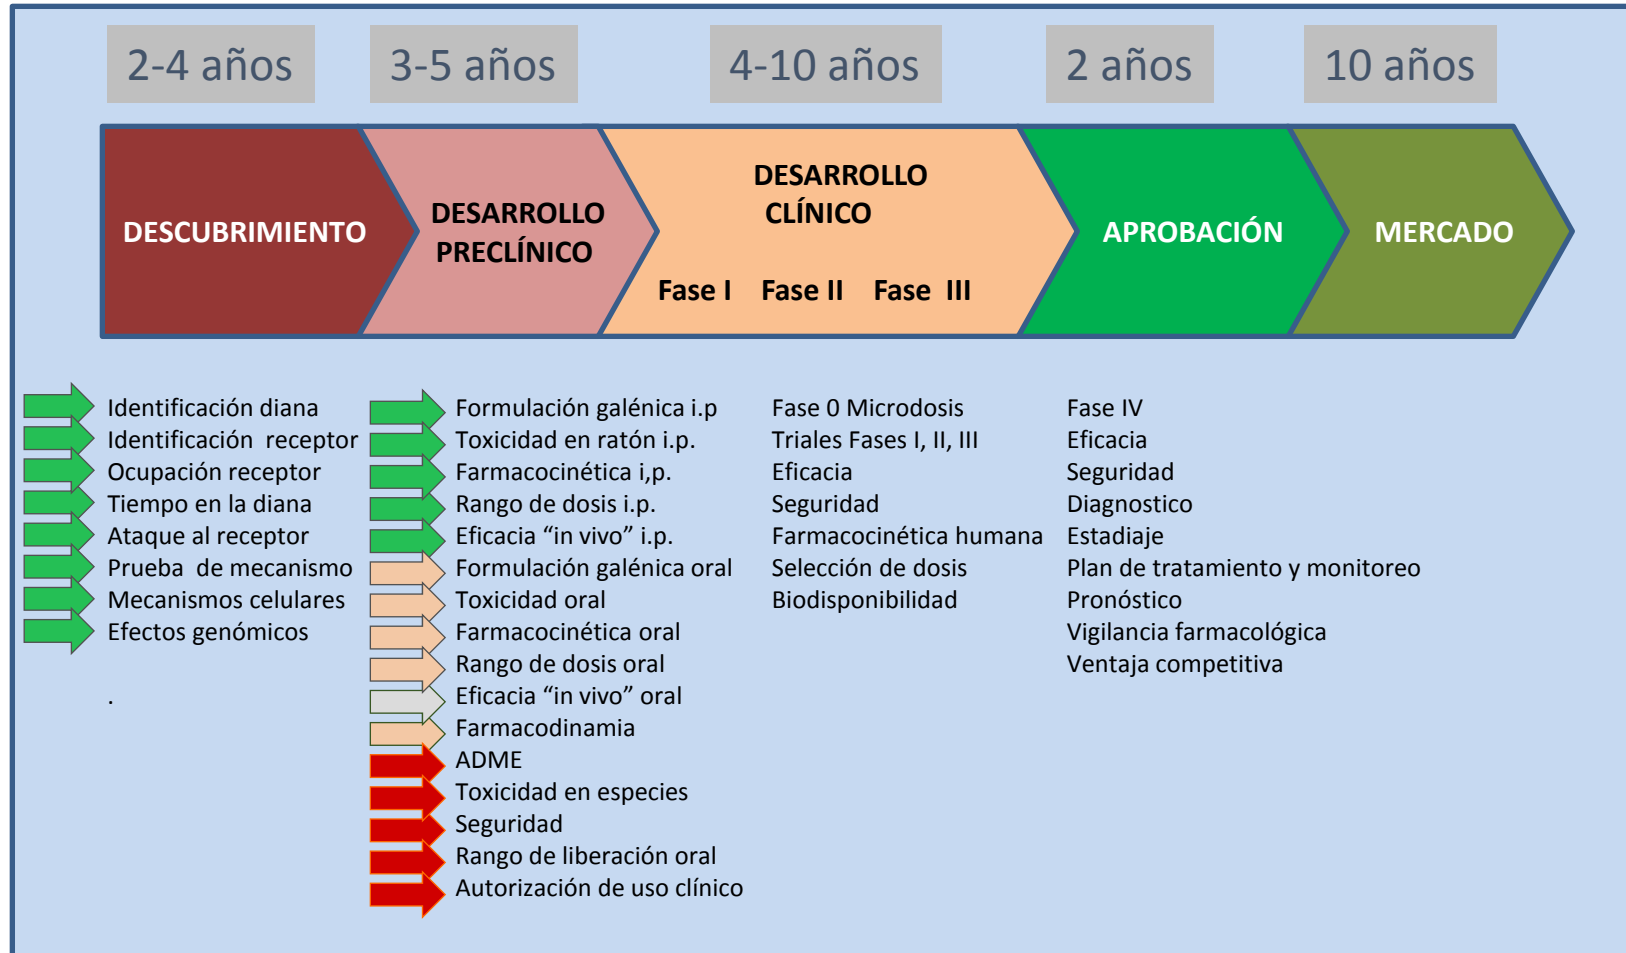 2-4 años
3-5 años
4-10 años
2 años
10 años
DESCUBRIMIENTO
DESARROLLO
PRECLÍNICO
DESARROLLO
CLÍNICO
Fase I Fase II Fase III
APROBACIÓN
MERCADO
Identificación diana
Identificación receptor
Ocupación receptor
Tiempo en la diana
Ataque al receptor
Prueba de mecanismo
Mecanismos celulares
Efectos genómicos
.
Formulación galénica i.p
Toxicidad en ratón i.p.
Farmacocinética i,p.
Rango de dosis i.p.
Eficacia “in vivo” i.p.
Formulación galénica oral
Toxicidad oral
Farmacocinética oral
Rango de dosis oral
Eficacia “in vivo” oral
Farmacodinamia
ADME
Toxicidad en especies
Seguridad
Rango de liberación oral
Autorización de uso clínico
Fase 0 Microdosis
Triales Fases I, II, III
Eficacia
Seguridad
Farmacocinética humana
Selección de dosis
Biodisponibilidad
Fase IV
Eficacia
Seguridad
Diagnostico
Estadiaje
Plan de tratamiento y monitoreo
Pronóstico
Vigilancia farmacológica
Ventaja competitiva